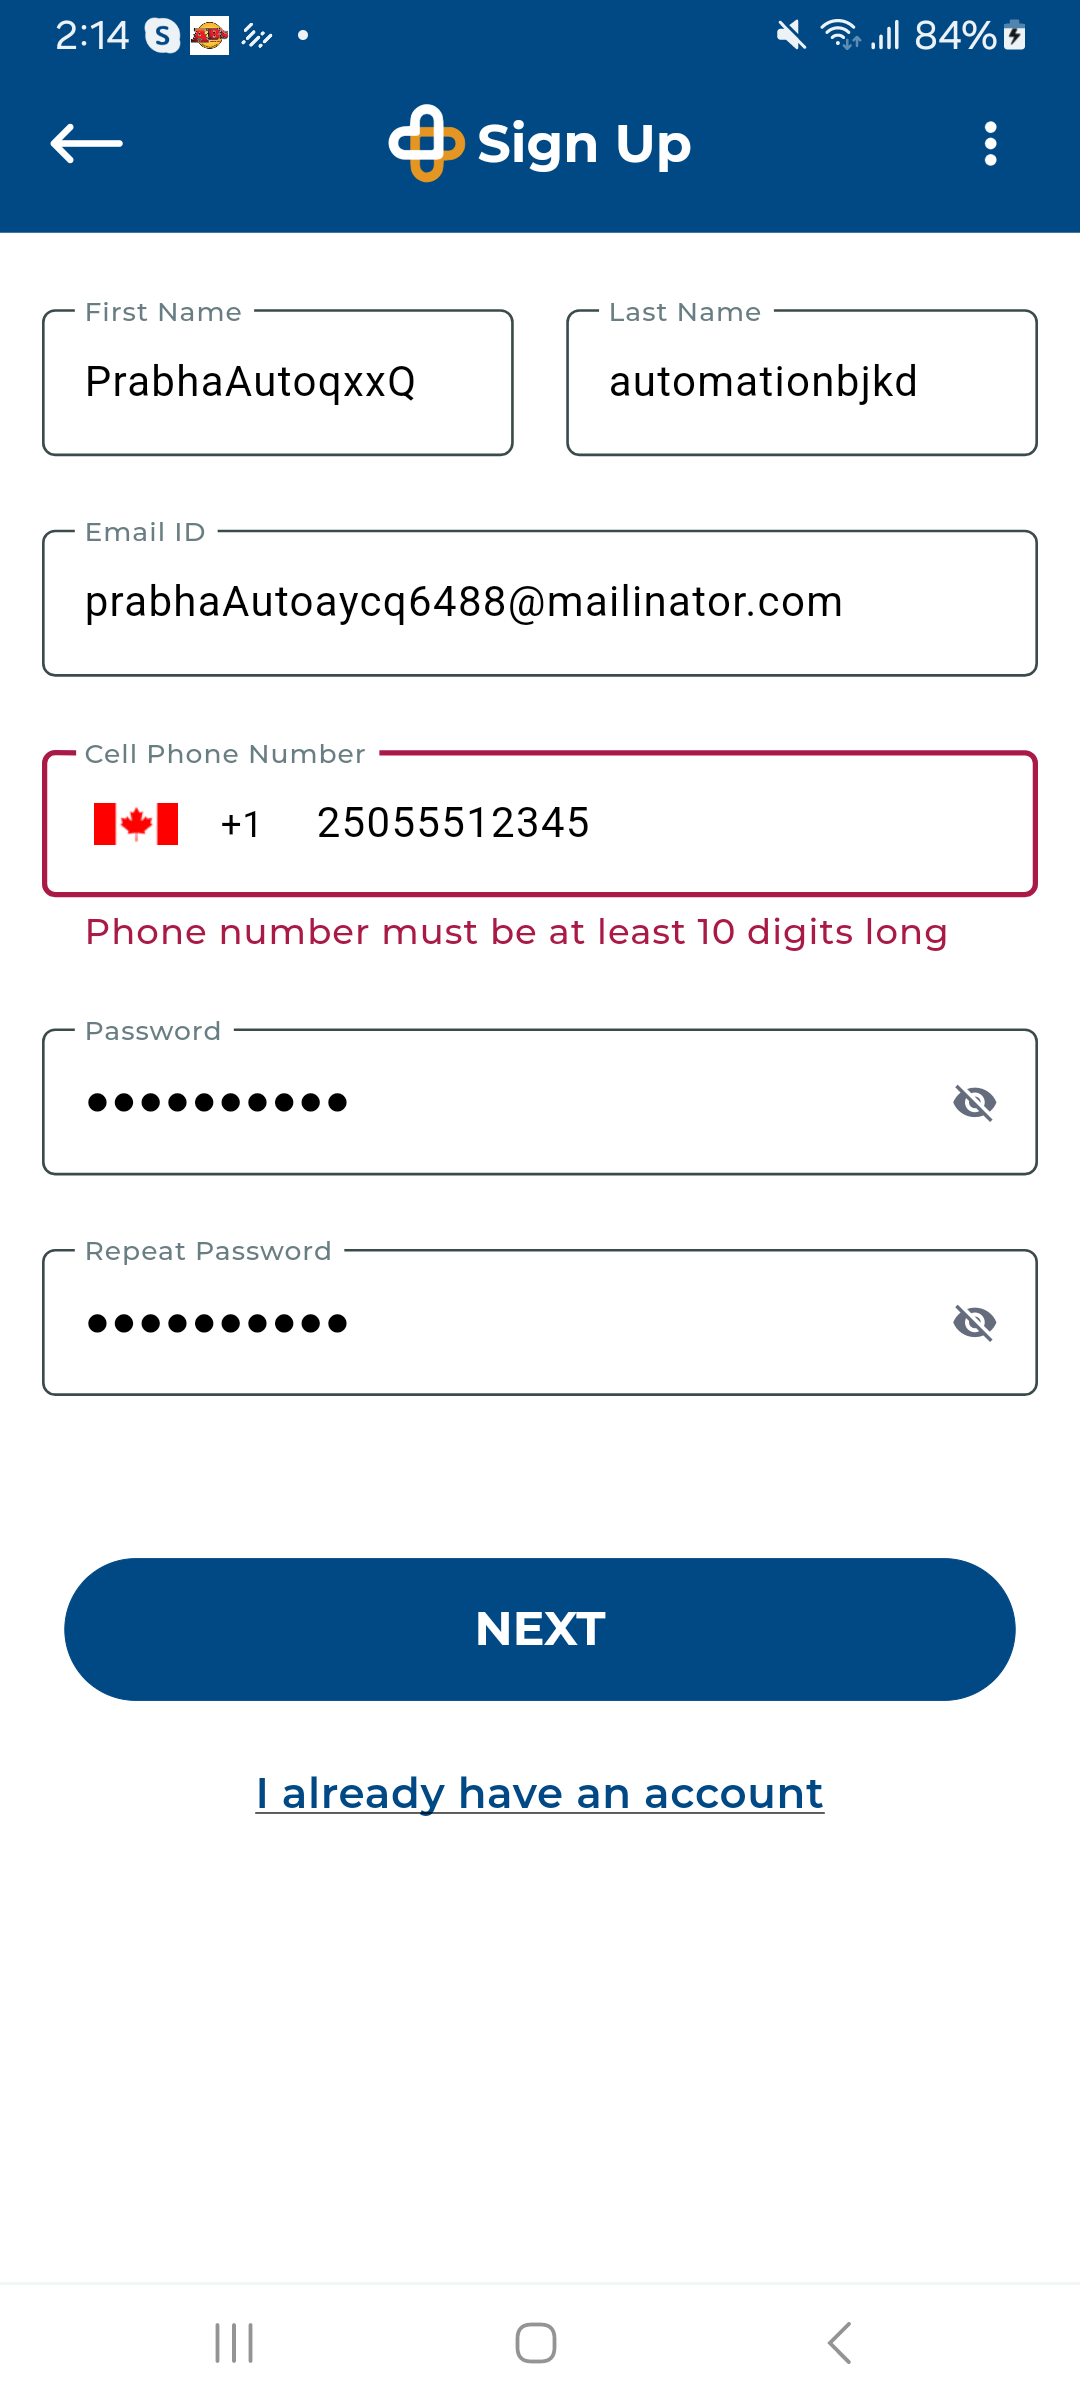 2:14 S 84%
Sign Up
First Name Last Name
PrabhaAutoqxxQ automationbjkd
Email ID
prabhaAutoaycq6488@mailinator.com
Cell Phone Number
+1 25055512345
Phone number must be at least 10 digits long
Password
••••••••••
Repeat Password
••••••••••
NEXT
I already have an account